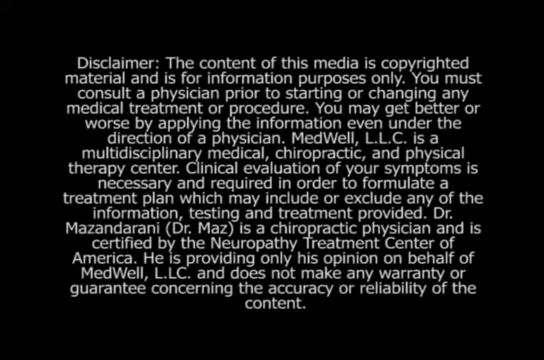 Disclaimer: The content of this media is copyrighted
material and is for information purposes only. You must
consult a physician prior to starting or changing any
medical treatment or procedure. You may get better or
worse by applying the information even under the
direction of a physician. MedWell, L.L.C. is a
multidisciplinary medical, chiropractic, and physical
therapy center. Clinical evaluation of your symptoms is
necessary and required in order to formulate a
treatment plan which may include or exclude any of the
information, testing and treatment provided. Dr.
Mazandarani (Dr. Maz) is a chiropractic physician and is
certified by the Neuropathy Treatment Center of
America. He is providing only his opinion on behalf of
MedWell, L.LC. and does not make any warranty or
guarantee concerning the accuracy or reliability of the
content.